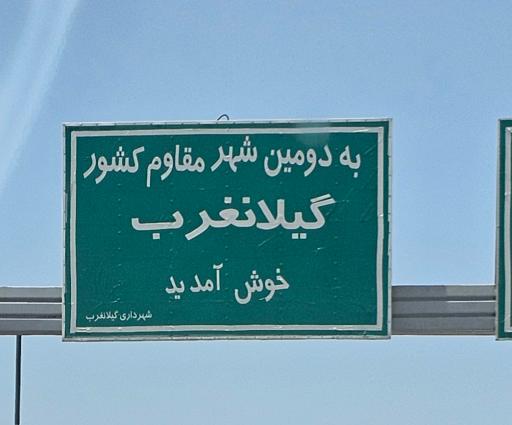 به دومین شهر مقاوم کشور
گیلانغرب
خوش آمدید
شهرداری گیلانغرب